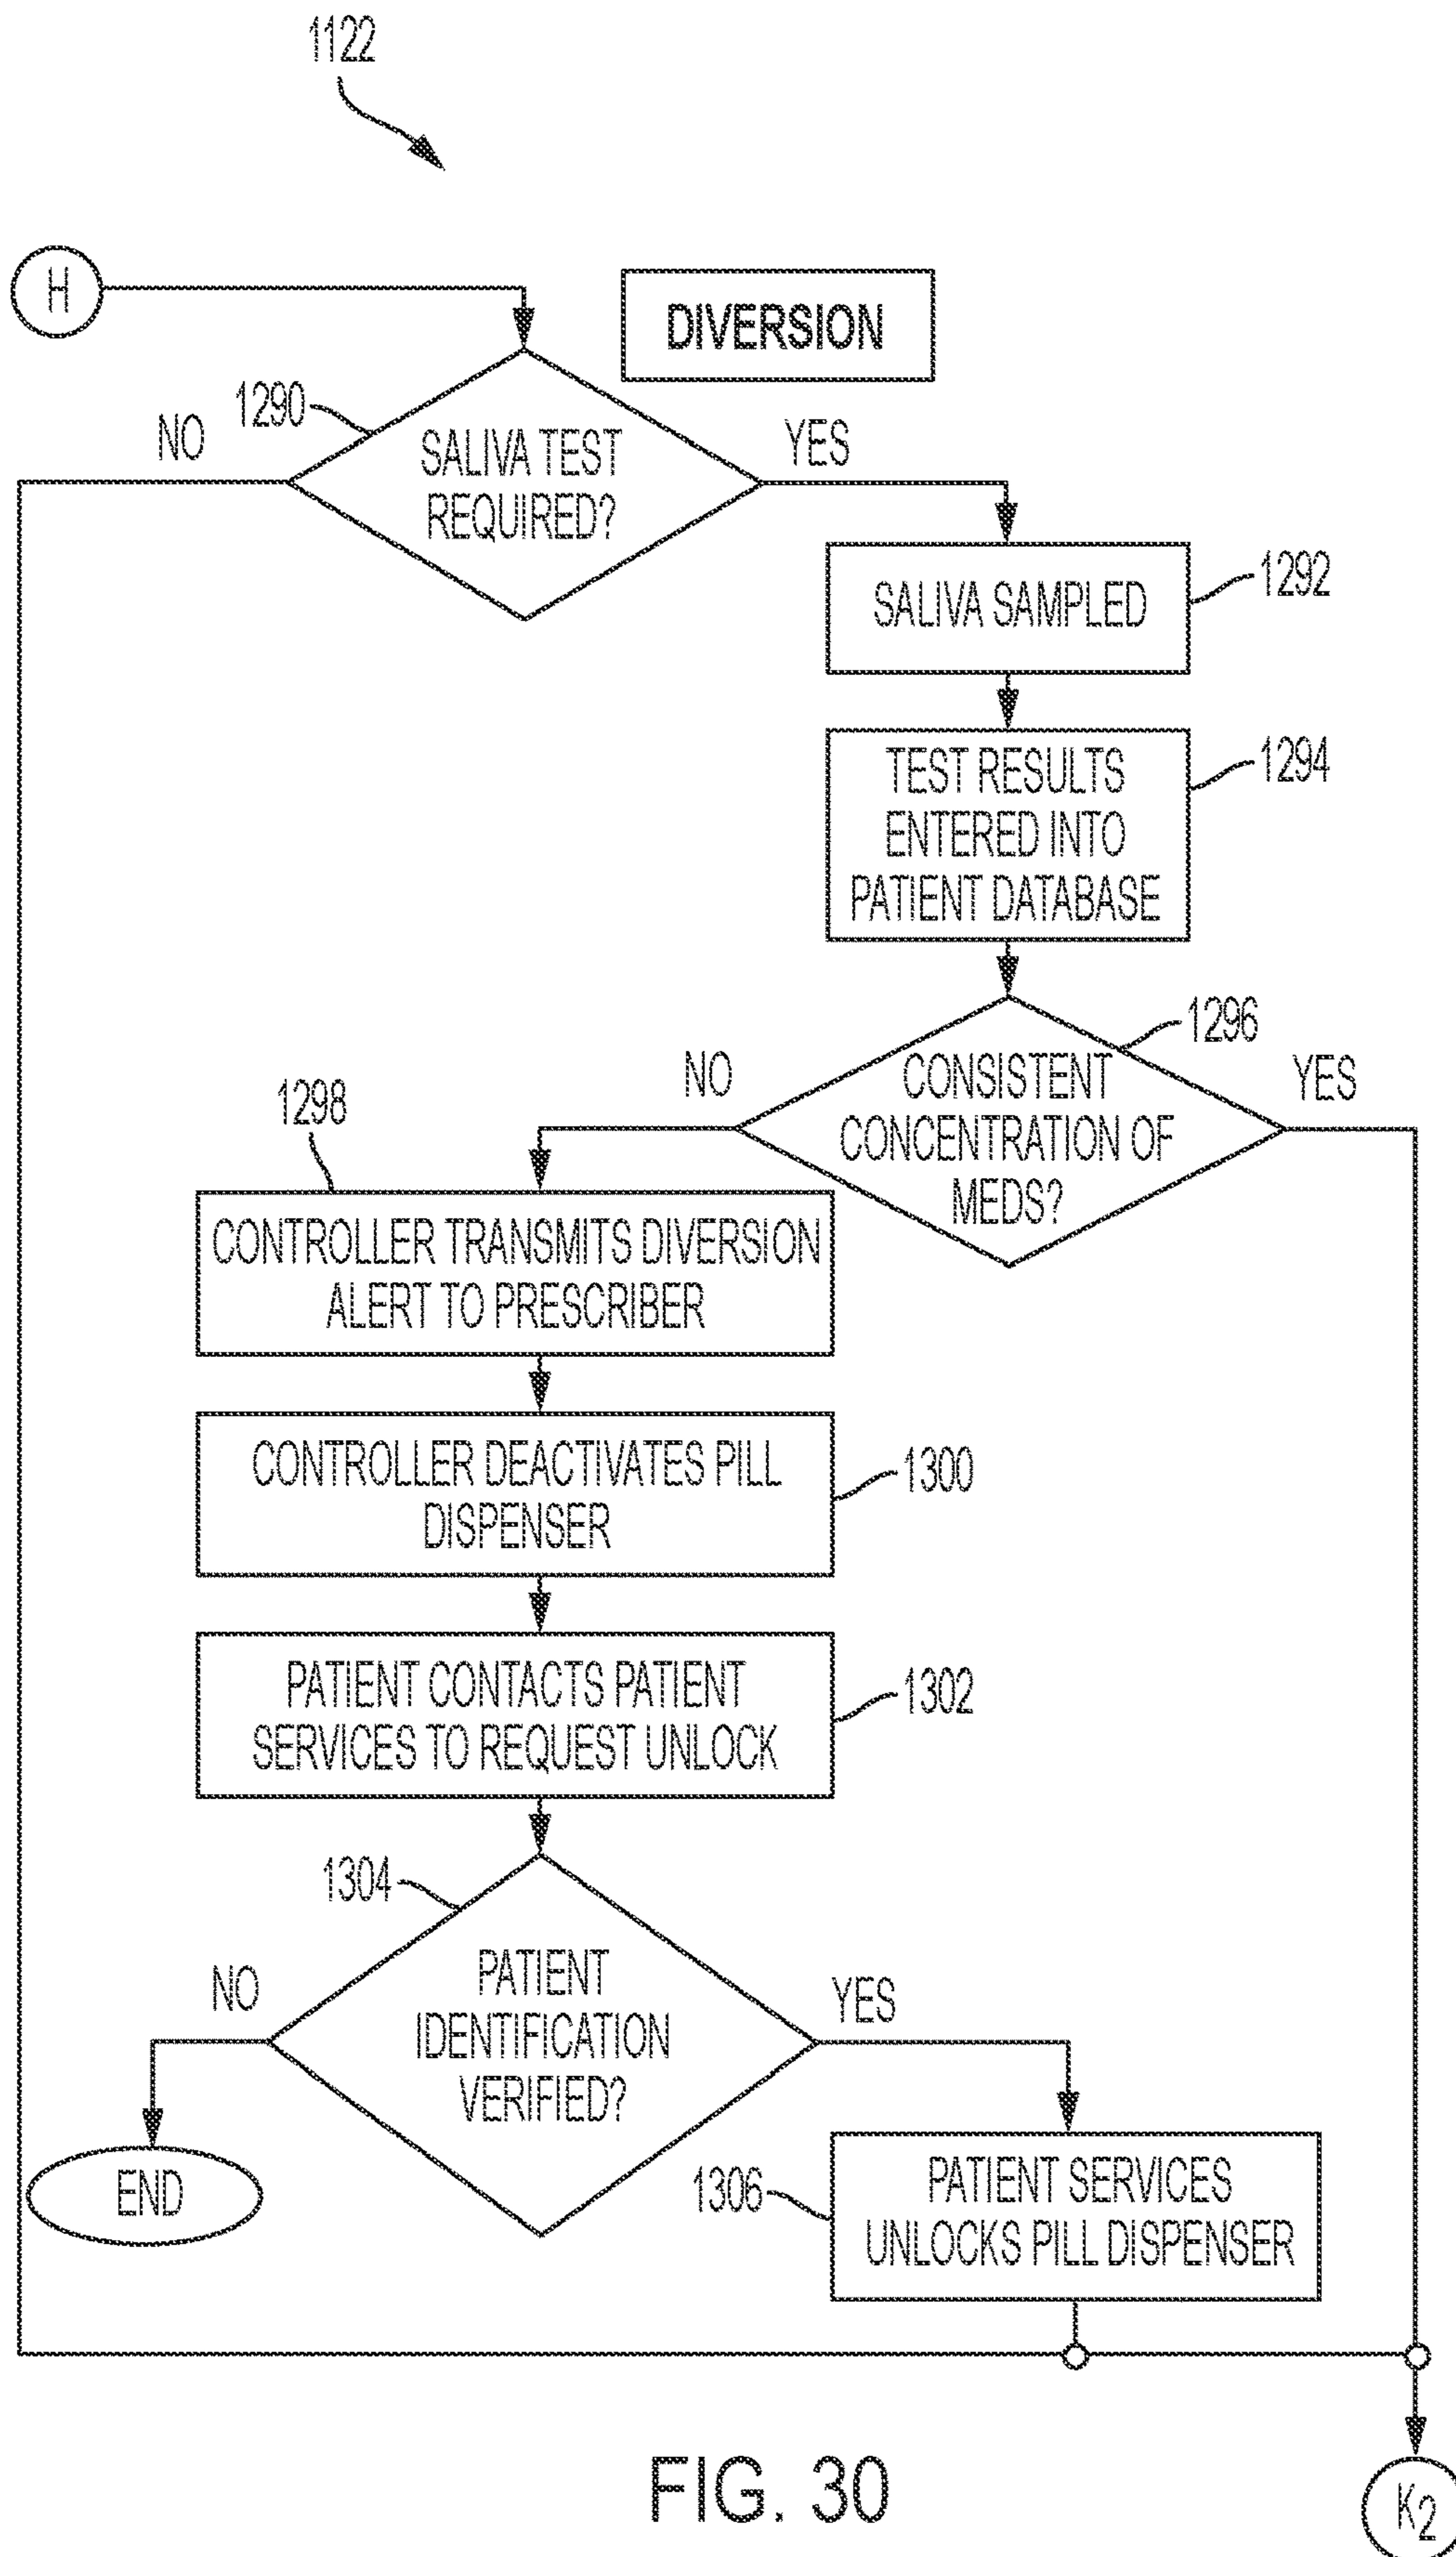 1122
H
DIVERSION
1290
NO
SALIVA TEST
REQUIRED?
YES
SALIVA SAMPLED
1292
TEST RESULTS
ENTERED INTO
PATIENT DATABASE
1294
1296
NO
CONSISTENT
CONCENTRATION OF
MEDS?
YES
1298
CONTROLLER TRANSMITS DIVERSION
ALERT TO PRESCRIBER
CONTROLLER DEACTIVATES PILL
DISPENSER
1300
PATIENT CONTACTS PATIENT
SERVICES TO REQUEST UNLOCK
1302
1304
NO
PATIENT
IDENTIFICATION
VERIFIED?
YES
END
1306
PATIENT SERVICES
UNLOCKS PILL DISPENSER
FIG. 30
K2